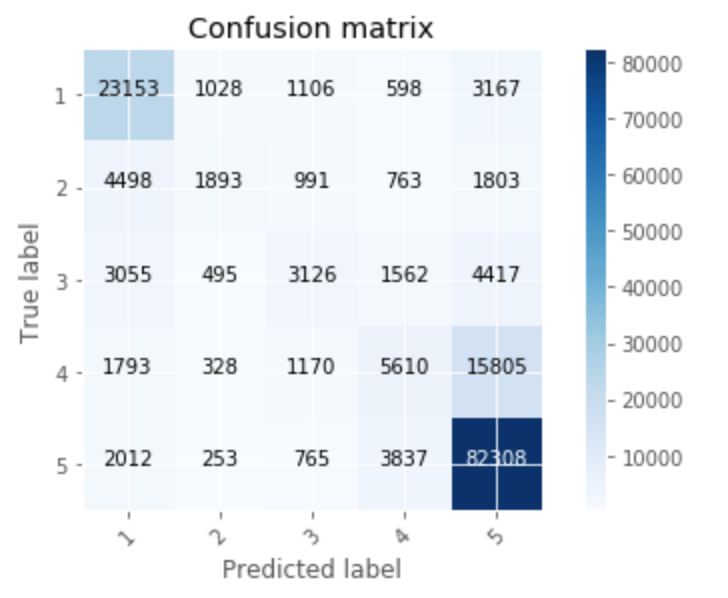 Confusion matrix
True label
1 23153 1028 1106 598 3167
2 4498 1893 991 763 1803
3 3055 495 3126 1562 4417
4 1793 328 1170 5610 15805
5 2012 253 765 3837 82308
1 2 3 4 5
Predicted label
80000
70000
60000
50000
40000
30000
20000
10000